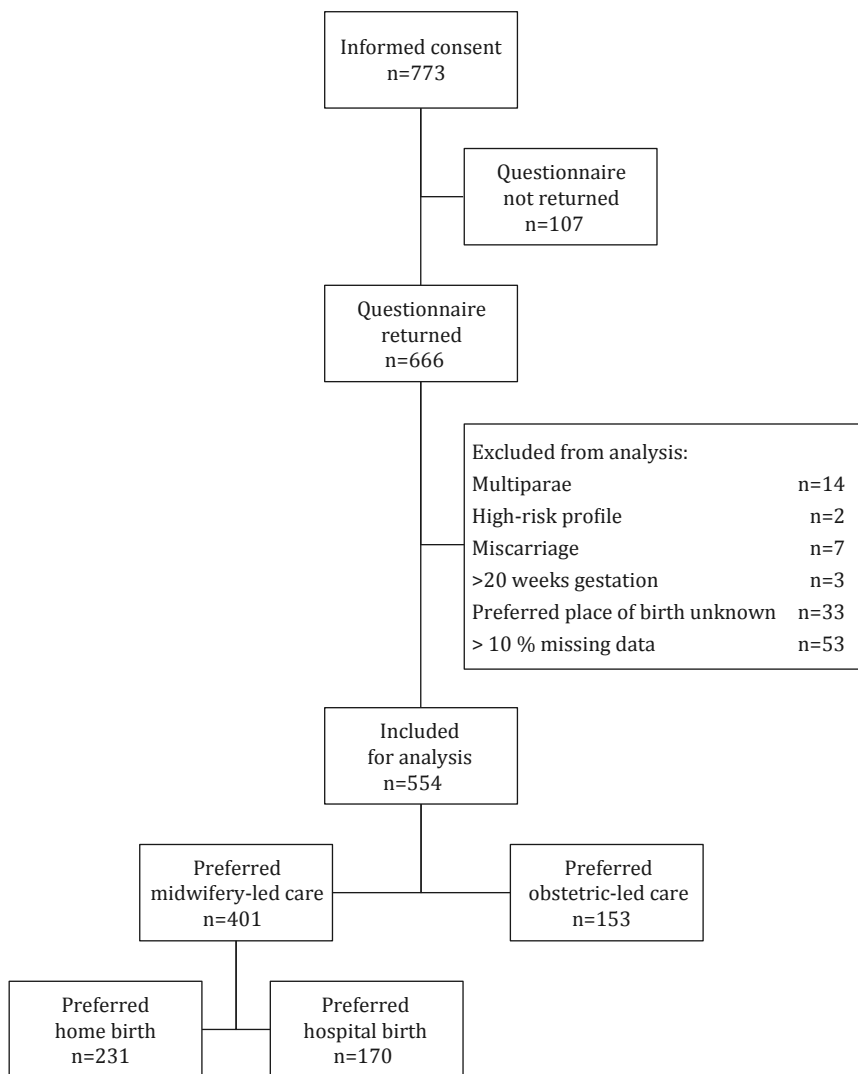 Informed consent
n=773
Questionnaire
not returned
n=107
Questionnaire
returned
n=666
Excluded from analysis:
Multiparae n=14
High-risk profile n=2
Miscarriage n=7
>20 weeks gestation n=3
Preferred place of birth unknown n=33
> 10 % missing data n=53
Included
for analysis
n=554
Preferred
midwifery-led care
n=401
Preferred
obstetric-led care
n=153
Preferred
home birth
n=231
Preferred
hospital birth
n=170